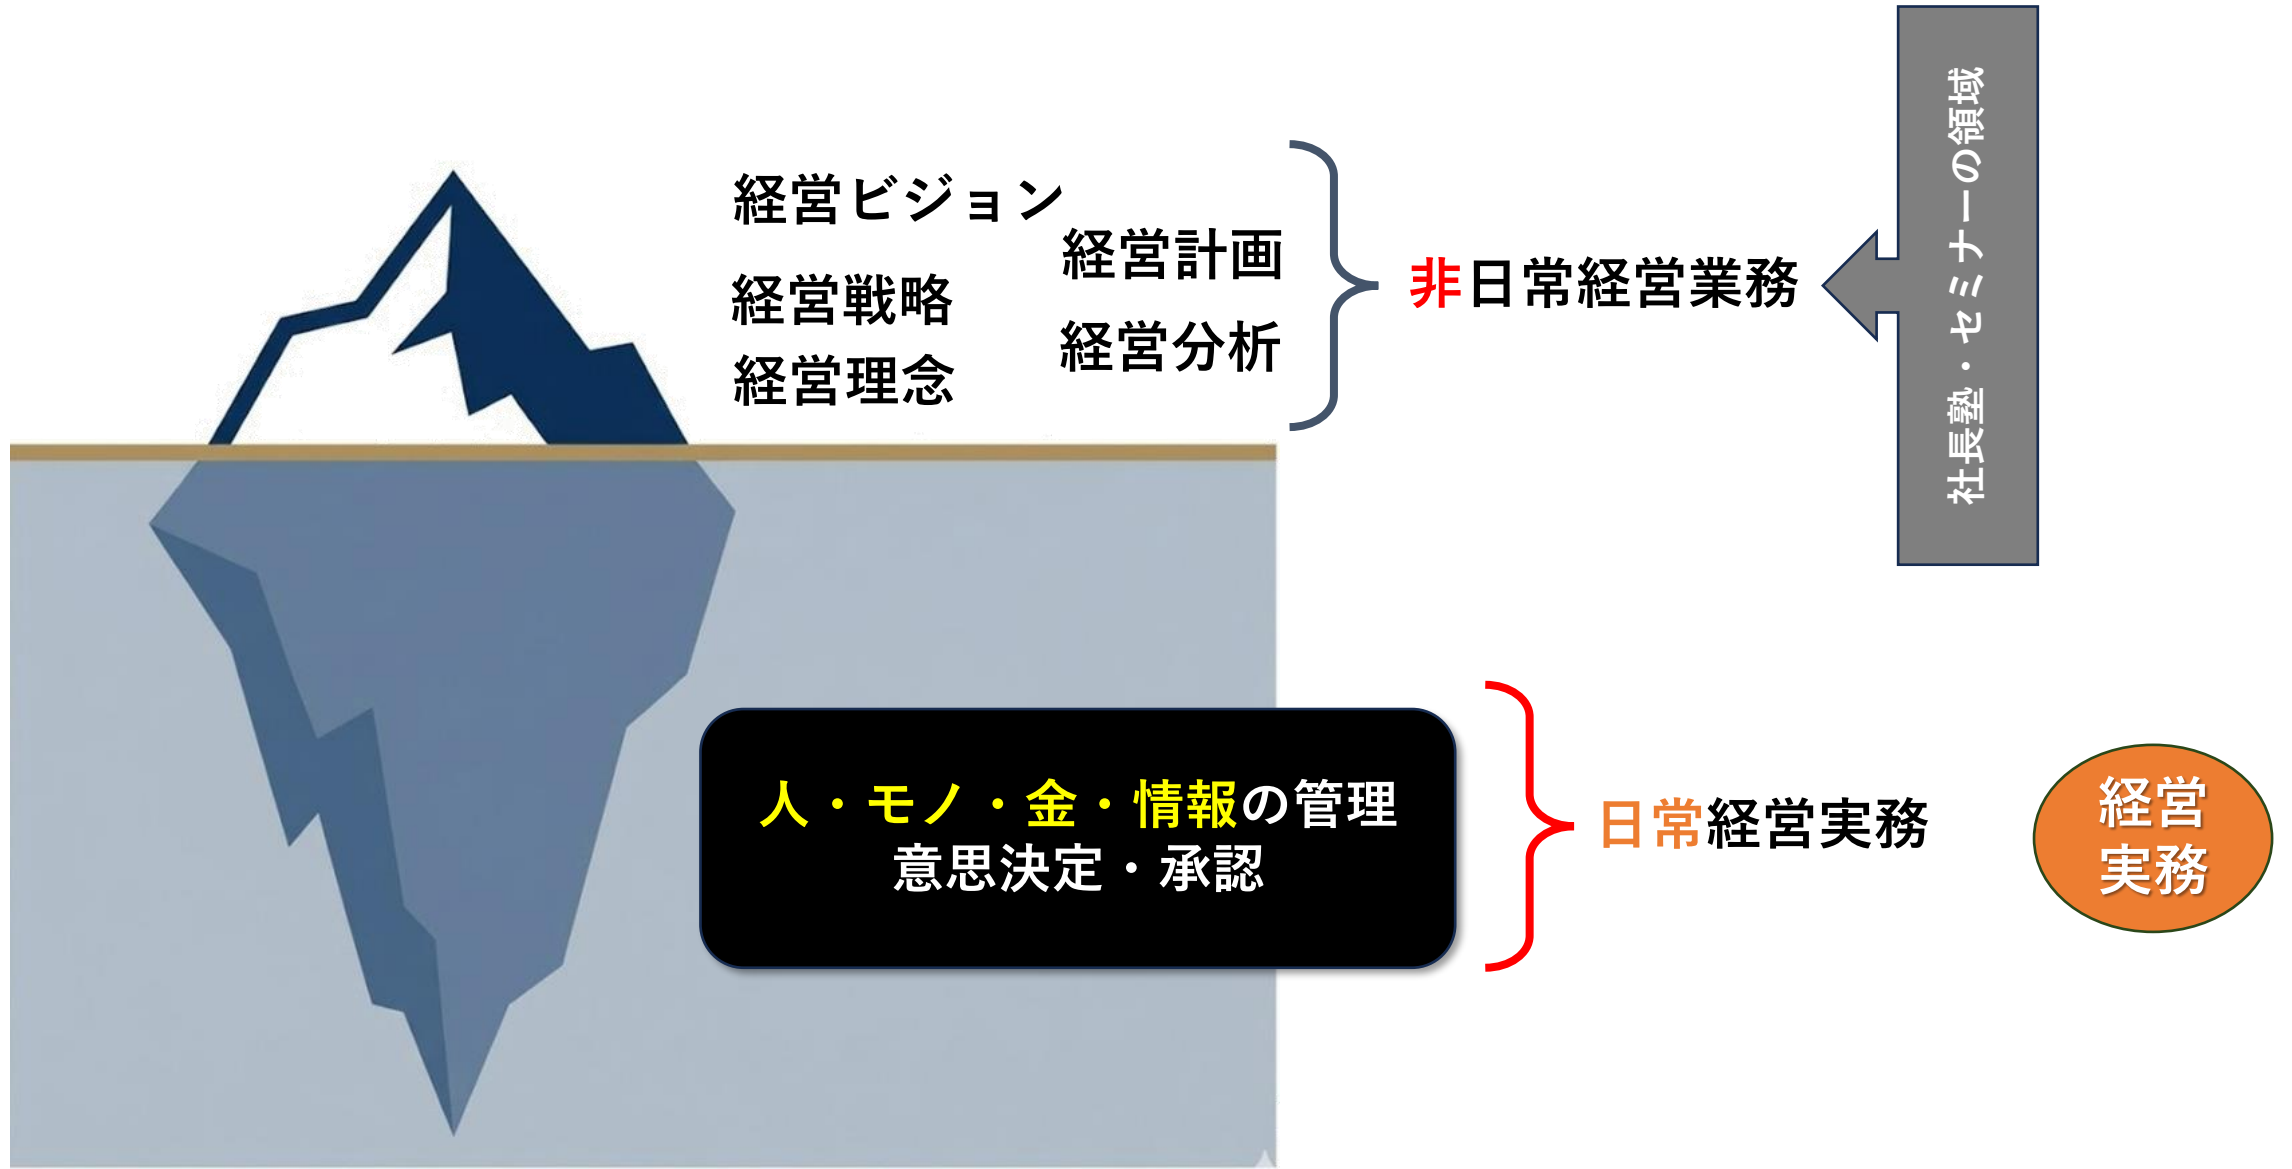 経営ビジョン
経営計画
経営戦略
経営分析
経営理念
非日常経営業務
社長塾・セミナーの領域
人・モノ・金・情報の管理
意思決定・承認
日常経営実務
経営
実務